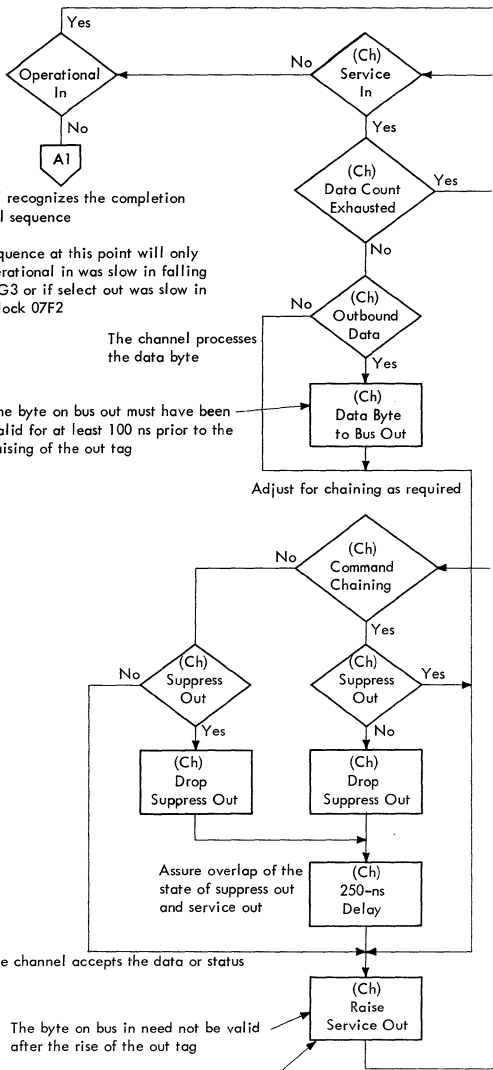 Yes
Operational
In
No
(Ch)
Service
In
No
A1
Yes
recognizes the completion
sequence
(Ch)
Data Count
Exhausted
Yes
No
at this point will only
in was slow in falling
G3 or if select out was slow in
07F2
No
(Ch)
Outbound
Data
The channel processes
the data byte
Yes
(Ch)
Data Byte
to Bus Out
byte on bus out must have been
valid for at least 100 ns prior to the
of the out tag
Adjust for chaining as required
No
(Ch)
Command
Chaining
Yes
No
(Ch)
Suppress
Out
(Ch)
Suppress
Out
Yes
Yes
No
(Ch)
Drop
Suppress Out
(Ch)
Drop
Suppress Out
Assure overlap of the
state of suppress out
and service out
(Ch)
250-ns
Delay
channel accepts the data or status
(Ch)
Raise
Service Out
The byte on bus in need not be valid
after the rise of the out tag